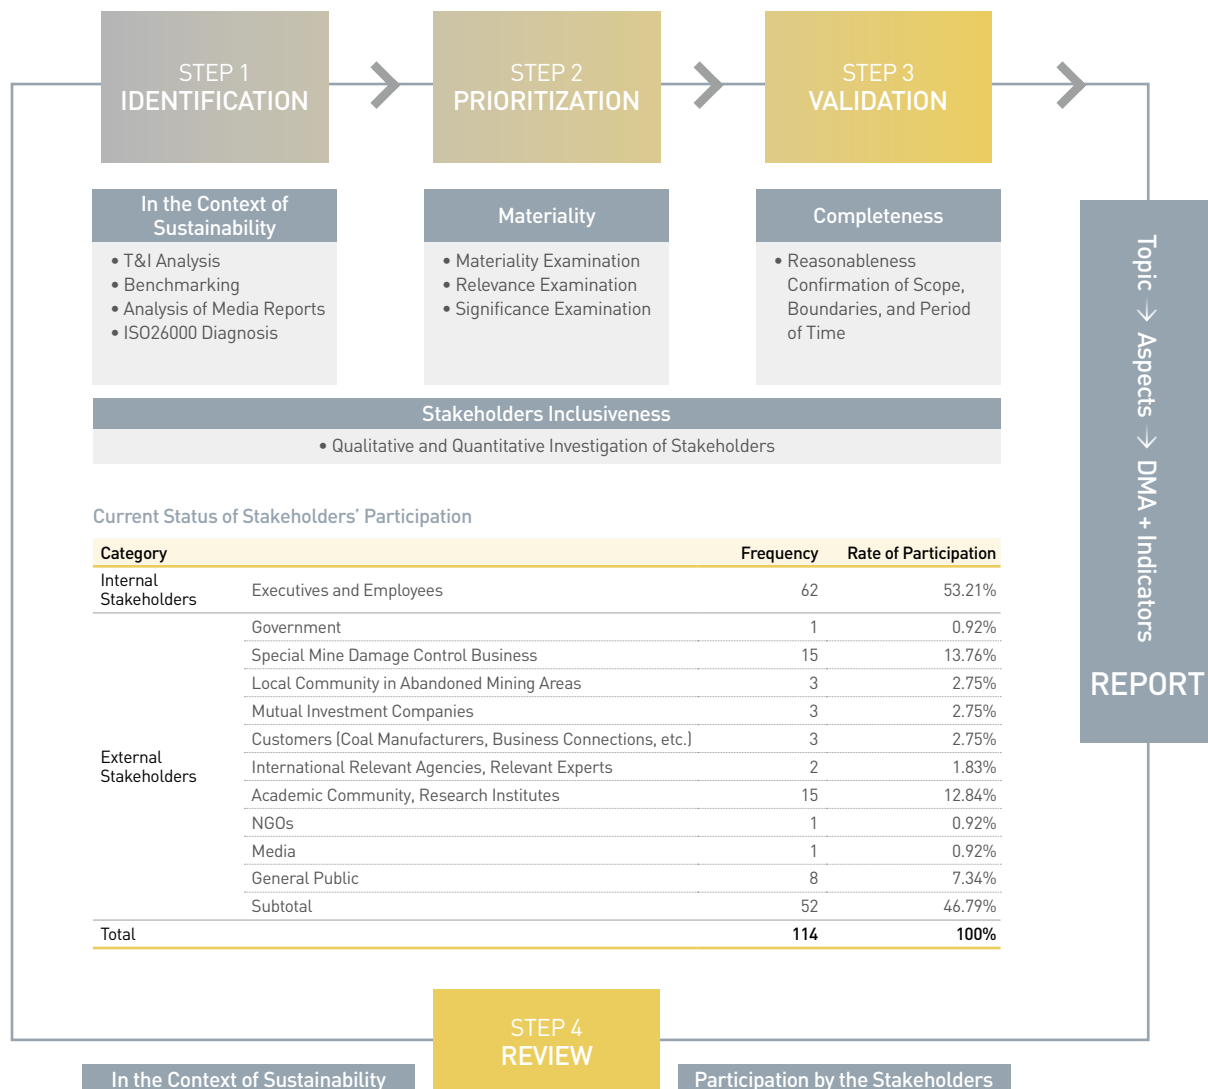 STEP 1
IDENTIFICATION
STEP 2
PRIORITIZATION
STEP 3
VALIDATION
In the Context of
Sustainability
• T&I Analysis
• Benchmarking
• Analysis of Media Reports
• ISO26000 Diagnosis
Materiality
• Materiality Examination
• Relevance Examination
• Significance Examination
Completeness
• Reasonableness
Confirmation of Scope,
Boundaries, and Period
of Time
Stakeholders Inclusiveness
• Qualitative and Quantitative Investigation of Stakeholders
Topic → Aspects → DMA + Indicators
REPORT
Current Status of Stakeholders’ Participation
Category Frequency Rate of Participation
Internal
Stakeholders
Executives and Employees 62 53.21%
External
Stakeholders
Government 1 0.92%
Special Mine Damage Control Business 15 13.76%
Local Community in Abandoned Mining Areas 3 2.75%
Mutual Investment Companies 3 2.75%
Customers (Coal Manufacturers, Business Connections, etc.) 3 2.75%
International Relevant Agencies, Relevant Experts 2 1.83%
Academic Community, Research Institutes 15 12.84%
NGOs 1 0.92%
Media 1 0.92%
General Public 8 7.34%
Subtotal 52 46.79%
Total 114 100%
STEP 4
REVIEW
In the Context of Sustainability
Participation by the Stakeholders